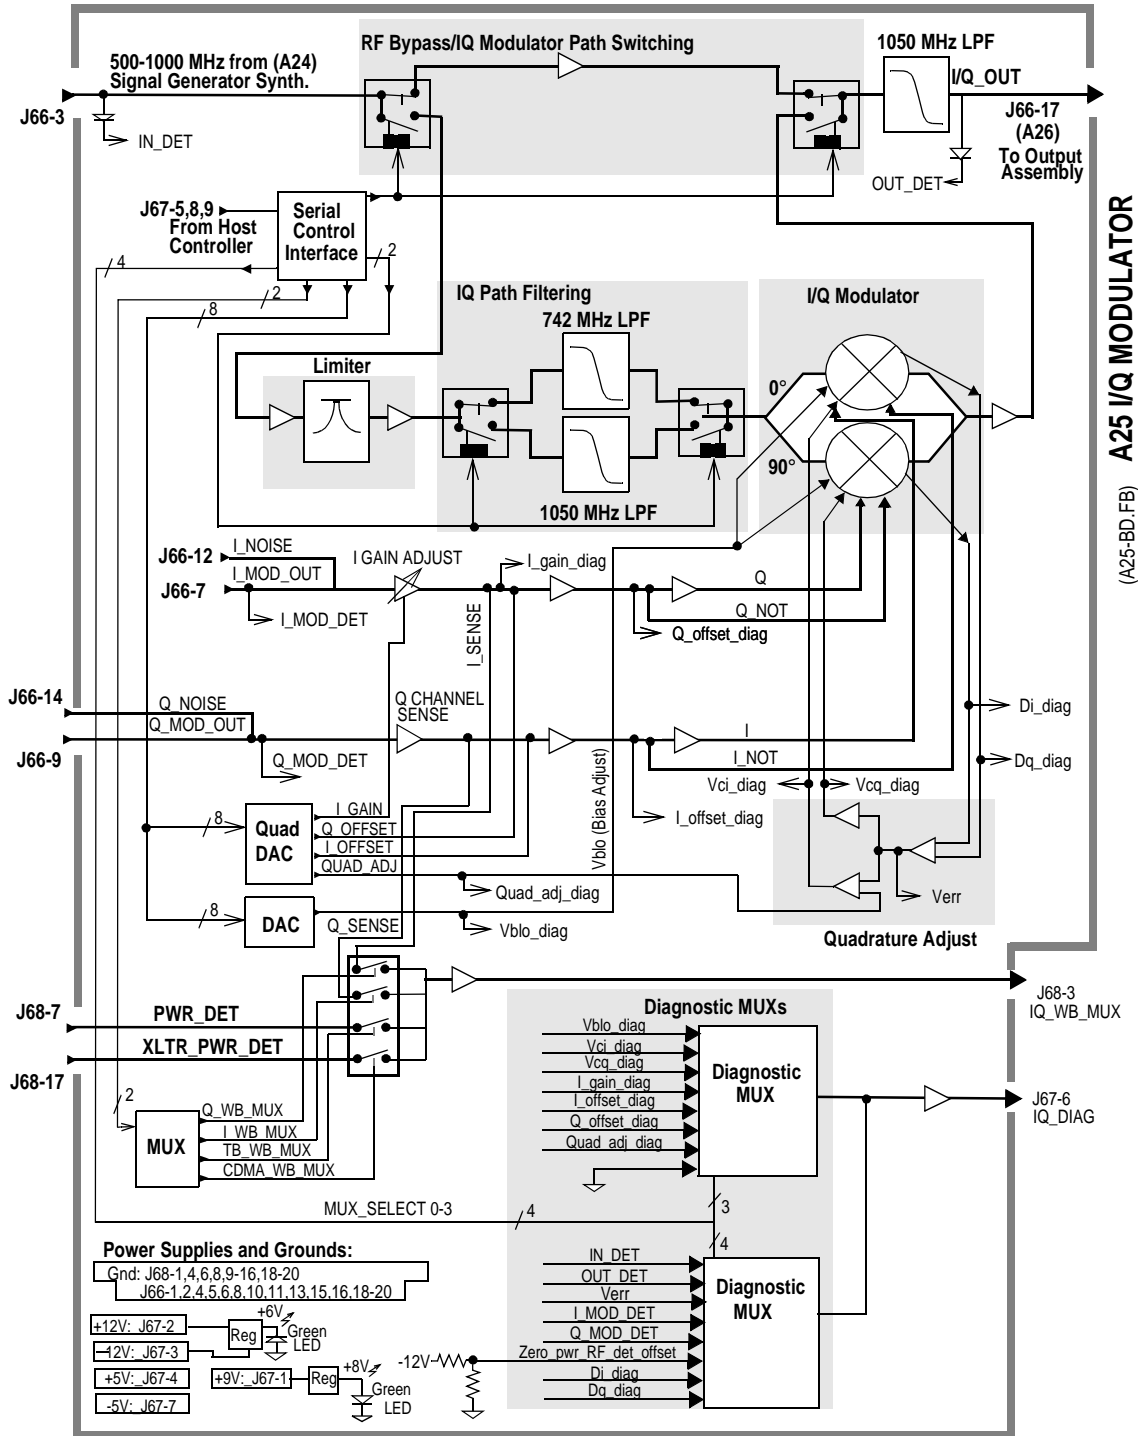 RF Bypass/IQ Modulator Path Switching
1050 MHz LPF
500-1000 MHz from (A24)
Signal Generator Synth.
I/Q_OUT
J66-3
IN_DET
J66-17
(A26)
To Output
Assembly
OUT_DET
J67-5,8,9
From Host
Controller
Serial
Control
Interface
2
4
2
8
A25 I/Q MODULATOR
(A25-BD.FB)
IQ Path Filtering
742 MHz LPF
I/Q Modulator
Limiter
0°
90°
1050 MHz LPF
J66-12
I_NOISE
I GAIN ADJUST
I_gain_diag
I_MOD_OUT
J66-7
I_MOD_DET
I_SENSE
Q
Q_NOT
Q_offset_diag
J66-14
Q_NOISE
Q_MOD_OUT
Q CHANNEL
SENSE
J66-9
Q_MOD_DET
I
I_NOT
Di_diag
Dq_diag
Vci_diag
Vcq_diag
Vblo (Bias Adjust)
I_offset_diag
8
Quad
DAC
I_GAIN
Q_OFFSET
I_OFFSET
QUAD_ADJ
Quad_adj_diag
Verr
8
DAC
Q_SENSE
Vblo_diag
Quadrature Adjust
J68-7
PWR_DET
XLTR_PWR_DET
J68-17
J68-3
IQ_WB_MUX
Diagnostic MUXs
Vblo_diag
Vci_diag
Vcq_diag
I_gain_diag
I_offset_diag
Q_offset_diag
Quad_adj_diag
Diagnostic
MUX
J67-6
IQ_DIAG
2
MUX
Q_WB_MUX
I_WB_MUX
TB_WB_MUX
CDMA_WB_MUX
MUX_SELECT 0-3
4
3
4
IN_DET
OUT_DET
Verr
I_MOD_DET
Q_MOD_DET
Zero_pwr_RF_det_offset
Di_diag
Dq_diag
Diagnostic
MUX
-12V
Power Supplies and Grounds:
Gnd: J68-1,4,6,8,9-16,18-20
J66-1,2,4,5,6,8,10,11,13,15,16,18-20
+12V: J67-2
-12V: J67-3
+5V: J67-4
-5V: J67-7
Reg
+6V
Green
LED
+9V: J67-1
Reg
+8V
Green
LED